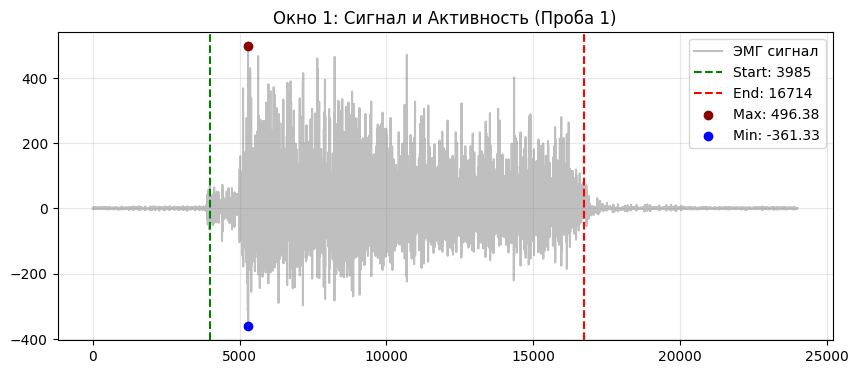 Окно 1: Сигнал и Активность (Проба 1)
ЭМГ сигнал
Start: 3985
End: 16714
Max: 496.38
Min: -361.33
400
200
0
−200
−400
0 5000 10000 15000 20000 25000